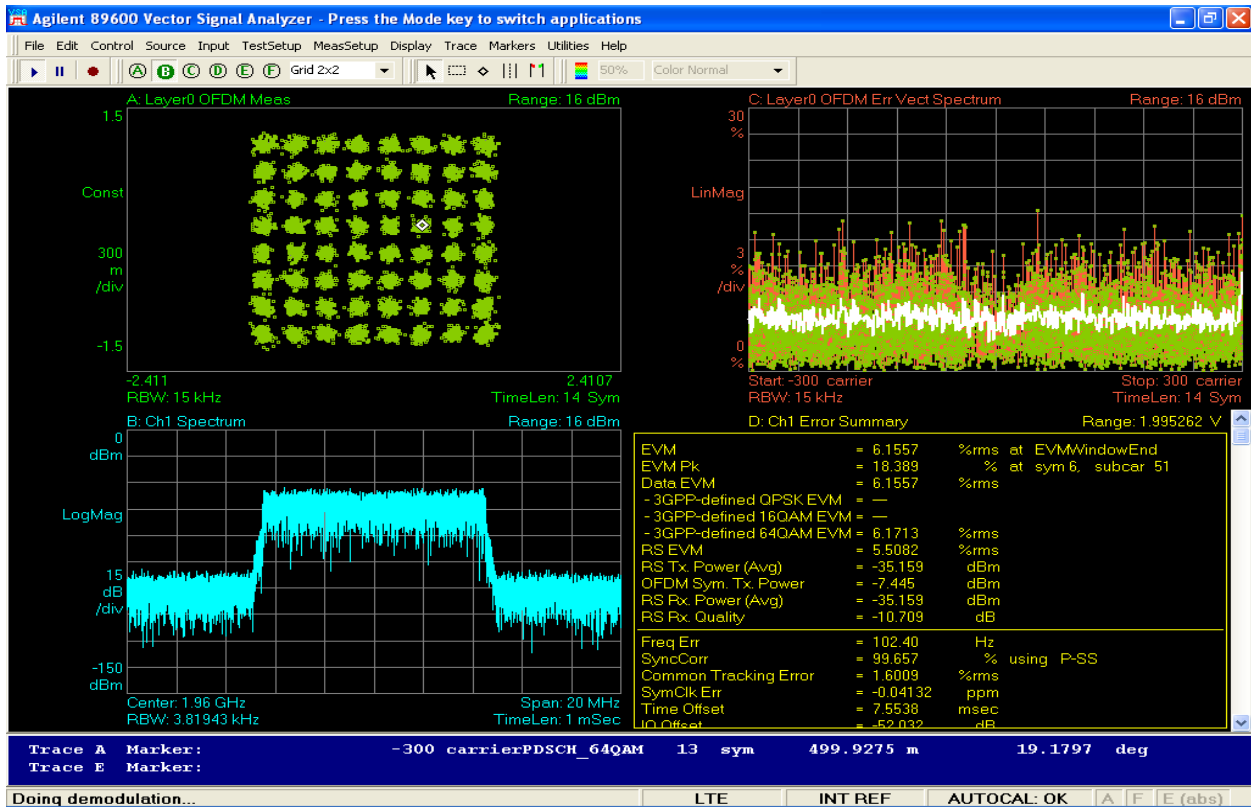 Agilent 89600 Vector Signal Analyzer - Press the Mode key to switch applications
File Edit Control Source Input TestSetup MeasSetup Display Trace Markers Utilities Help
A B C D E F Grid 2x2 50% Color Normal
A: Layer0 OFDM Meas Range: 16 dBm
1.5
Const
300
m
/div
-1.5
-2.411 2.4107
RBW: 15 kHz TimeLen: 14 Sym
C: Layer0 OFDM Err Vect Spectrum Range: 16 dBm
30
%
LinMag
3
%
/div
0
%
Start: -300 carrier Stop: 300 carrier
RBW: 15 kHz TimeLen: 14 Sym
B: Ch1 Spectrum Range: 16 dBm
0
dBm
LogMag
15
dB
/div
-150
dBm
Center: 1.96 GHz Span: 20 MHz
RBW: 3.81943 kHz TimeLen: 1 mSec
D: Ch1 Error Summary Range: 1.995262 V
EVM = 6.1557 %rms at EVMWindowEnd
EVM Pk = 18.389 % at sym 6, subcar 51
Data EVM = 6.1557 %rms
- 3GPP-defined QPSK EVM = —
- 3GPP-defined 16QAM EVM = —
- 3GPP-defined 64QAM EVM = 6.1713 %rms
RS EVM = 5.5082 %rms
RS Tx. Power (Avg) = -35.159 dBm
OFDM Sym. Tx. Power = -7.445 dBm
RS Rx. Power (Avg) = -35.159 dBm
RS Rx. Quality = -10.709 dB
Freq Err = 102.40 Hz
SyncCorr = 99.657 % using P-SS
Common Tracking Error = 1.6009 %rms
SymClk Err = -0.04132 ppm
Time Offset = 7.5538 msec
IQ Offset = -52.032 dB
Trace A Marker: -300 carrierPDSCH_64QAM 13 sym 499.9275 m 19.1797 deg
Trace E Marker:
Doing demodulation... LTE INT REF AUTOCAL: OK A F E (abs)